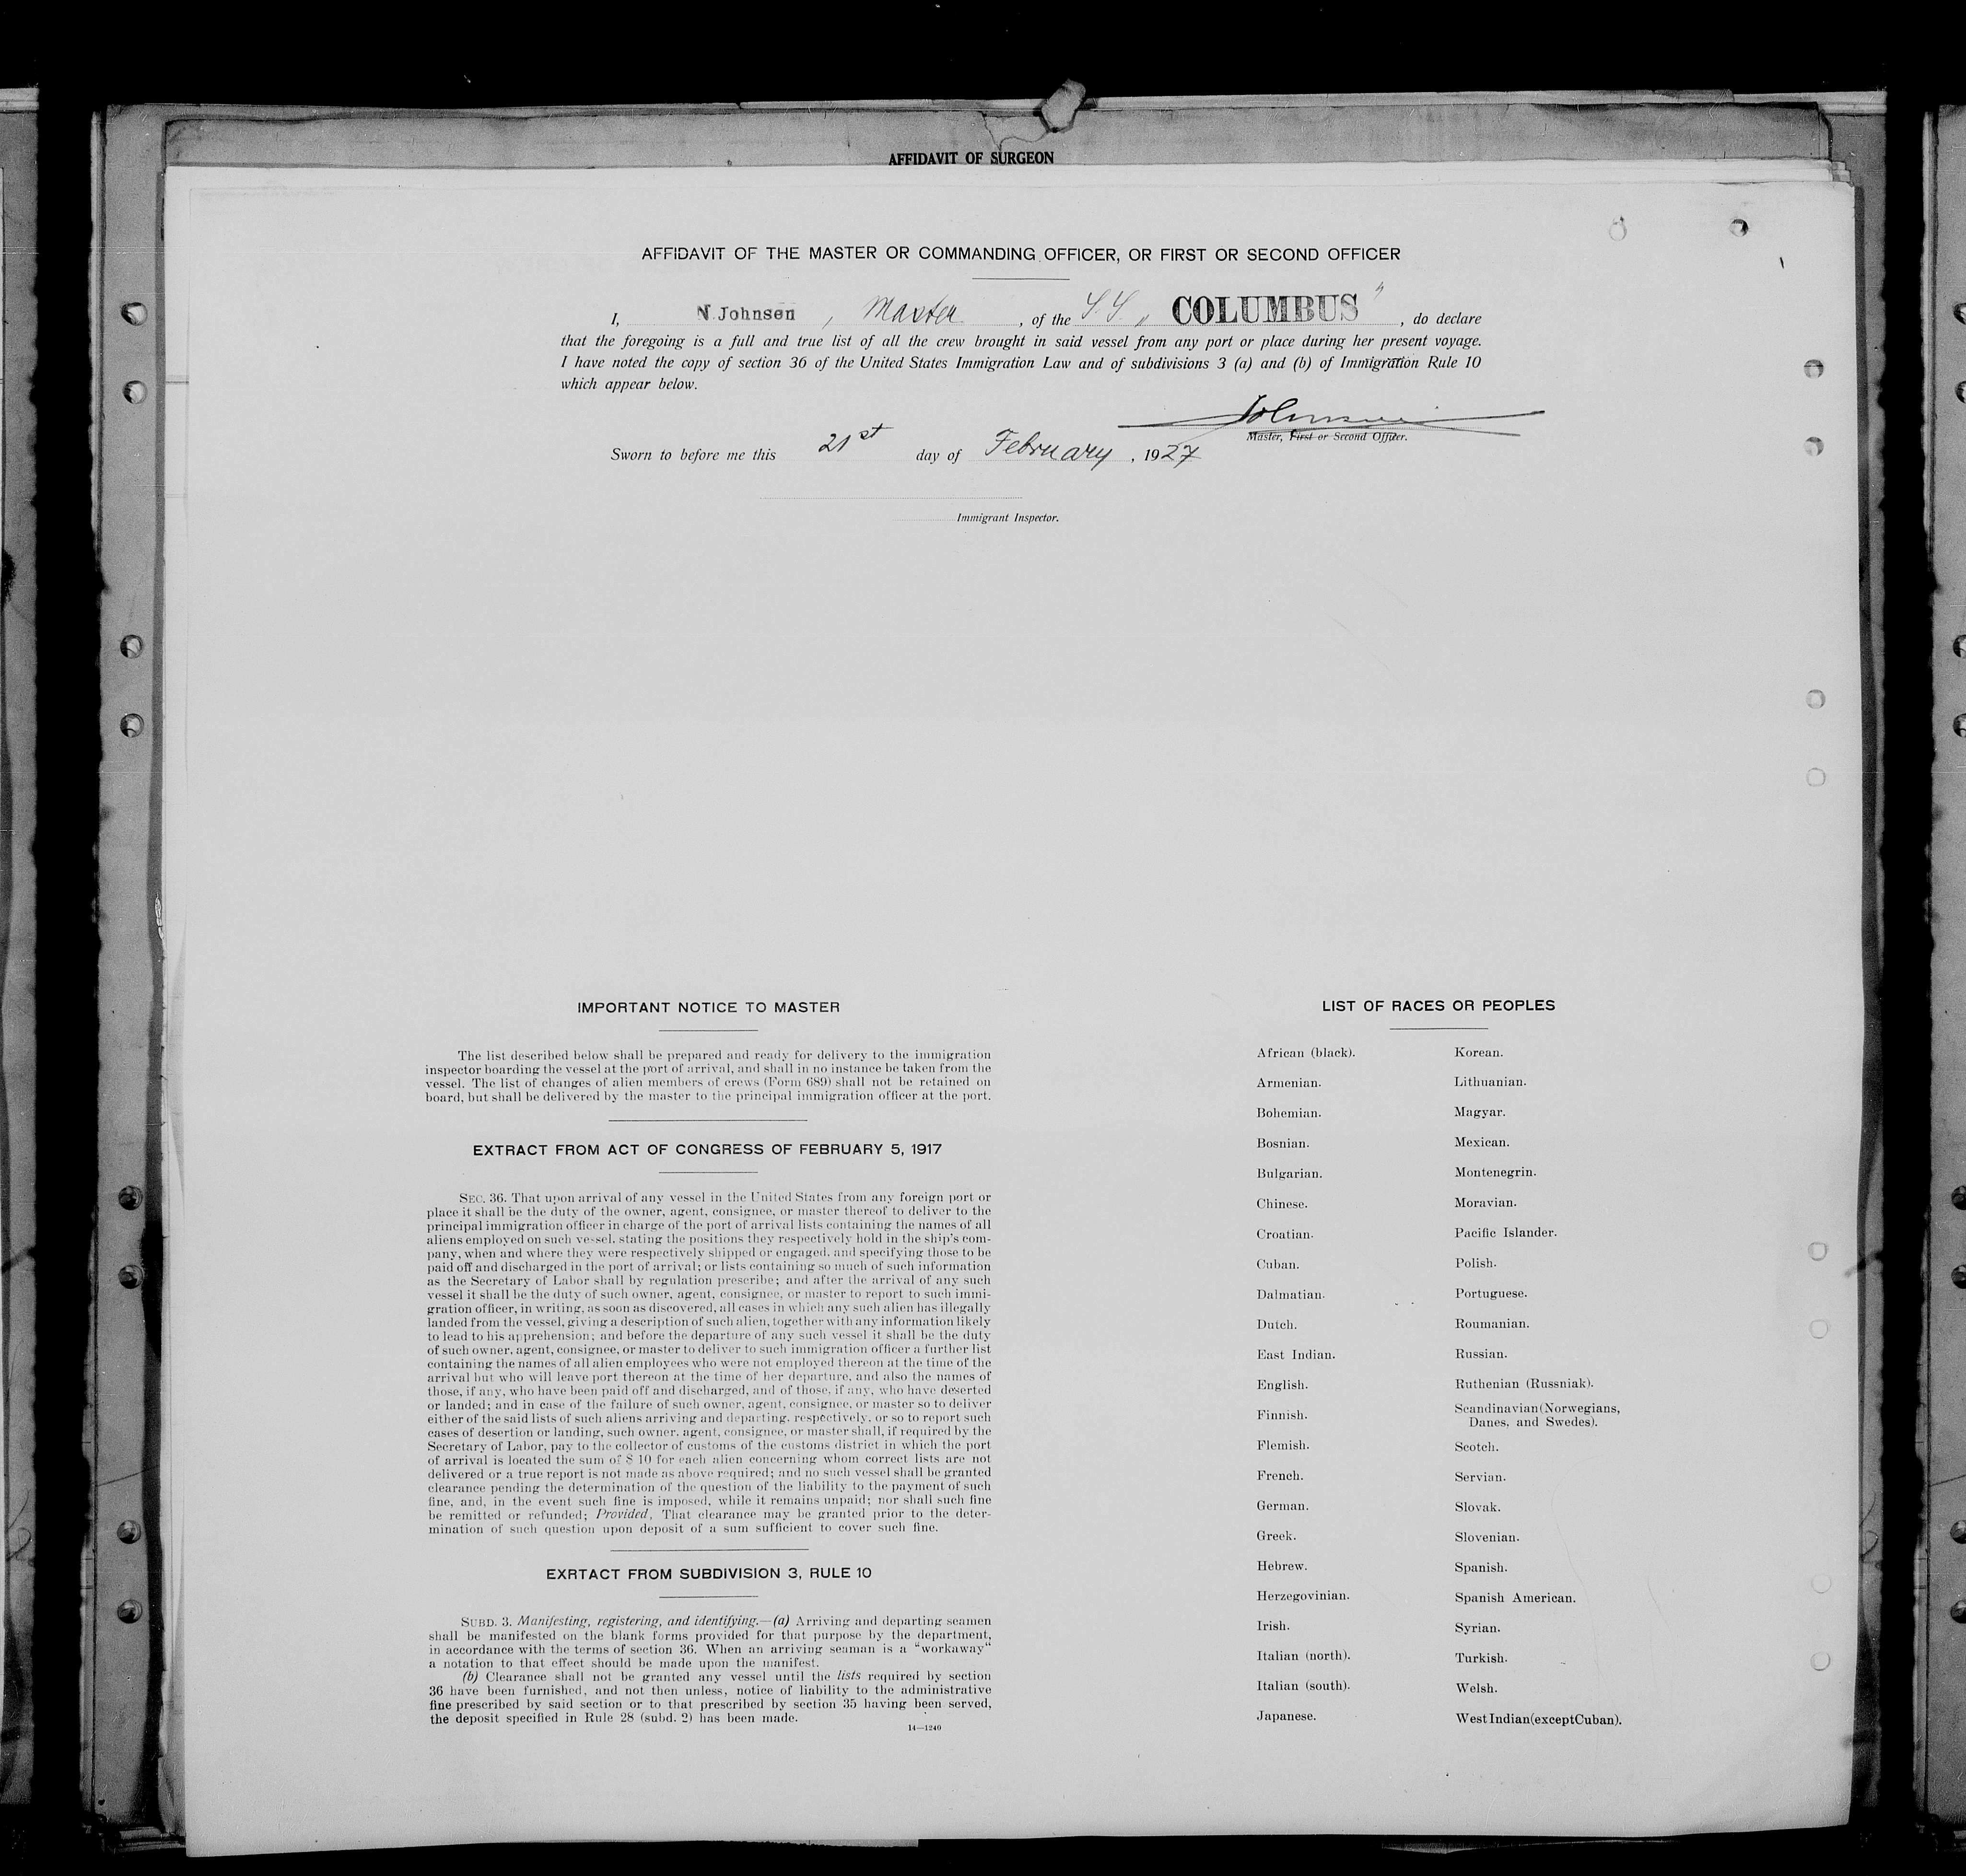 AFFIDAVIT OF SURGEON
AFFIDAVIT OF THE MASTER OR COMMANDING OFFICER, OR FIRST OR SECOND OFFICER
I, N. Johnsen, Master, of the S.S. „COLUMBUS", do declare
that the foregoing is a full and true list of all the crew brought in said vessel from any port or place during her present voyage.
I have noted the copy of section 36 of the United States Immigration Law and of subdivisions 3 (a) and (b) of Immigration Rule 10
which appear below.
Johnsen
Master, First or Second Officer.
Sworn to before me this 21st day of February, 1927
Immigrant Inspector.
IMPORTANT NOTICE TO MASTER
The list described below shall be prepared and ready for delivery to the immigration
inspector boarding the vessel at the port of arrival, and shall in no instance be taken from the
vessel. The list of changes of alien members of crews (Form 689) shall not be retained on
board, but shall be delivered by the master to the principal immigration officer at the port.
EXTRACT FROM ACT OF CONGRESS OF FEBRUARY 5, 1917
SEC. 36. That upon arrival of any vessel in the United States from any foreign port or
place it shall be the duty of the owner, agent, consignee, or master thereof to deliver to the
principal immigration officer in charge of the port of arrival lists containing the names of all
aliens employed on such vessel, stating the positions they respectively hold in the ship's com-
pany, when and where they were respectively shipped or engaged, and specifying those to be
paid off and discharged in the port of arrival; or lists containing so much of such information
as the Secretary of Labor shall by regulation prescribe; and after the arrival of any such
vessel it shall be the duty of such owner, agent, consignee, or master to report to such immi-
gration officer, in writing, as soon as discovered, all cases in which any such alien has illegally
landed from the vessel, giving a description of such alien, together with any information likely
to lead to his apprehension; and before the departure of any such vessel it shall be the duty
of such owner, agent, consignee, or master to deliver to such immigration officer a further list
containing the names of all alien employees who were not employed thereon at the time of the
arrival but who will leave port thereon at the time of her departure, and also the names of
those, if any, who have been paid off and discharged, and of those, if any, who have deserted
or landed; and in case of the failure of such owner, agent, consignee, or master so to deliver
either of the said lists of such aliens arriving and departing, respectively, or so to report such
cases of desertion or landing, such owner, agent, consignee, or master shall, if required by the
Secretary of Labor, pay to the collector of customs of the customs district in which the port
of arrival is located the sum of $ 10 for each alien concerning whom correct lists are not
delivered or a true report is not made as above required; and no such vessel shall be granted
clearance pending the determination of the question of the liability to the payment of such
fine, and, in the event such fine is imposed, while it remains unpaid; nor shall such fine
be remitted or refunded; Provided, That clearance may be granted prior to the deter-
mination of such question upon deposit of a sum sufficient to cover such fine.
EXRTACT FROM SUBDIVISION 3, RULE 10
SUBD. 3. Manifesting, registering, and identifying.—(a) Arriving and departing seamen
shall be manifested on the blank forms provided for that purpose by the department,
in accordance with the terms of section 36. When an arriving seaman is a "workaway"
a notation to that effect should be made upon the manifest.
(b) Clearance shall not be granted any vessel until the lists required by section
36 have been furnished, and not then unless, notice of liability to the administrative
fine prescribed by said section or to that prescribed by section 35 having been served,
the deposit specified in Rule 28 (subd. 2) has been made.
14—1240
LIST OF RACES OR PEOPLES
African (black).
Armenian.
Bohemian.
Bosnian.
Bulgarian.
Chinese.
Croatian.
Cuban.
Dalmatian.
Dutch.
East Indian.
English.
Finnish.
Flemish.
French.
German.
Greek.
Hebrew.
Herzegovinian.
Irish.
Italian (north).
Italian (south).
Japanese.
Korean.
Lithuanian.
Magyar.
Mexican.
Montenegrin.
Moravian.
Pacific Islander.
Polish.
Portuguese.
Roumanian.
Russian.
Ruthenian (Russniak).
Scandinavian (Norwegians,
Danes, and Swedes).
Scotch.
Servian.
Slovak.
Slovenian.
Spanish.
Spanish American.
Syrian.
Turkish.
Welsh.
West Indian (except Cuban).